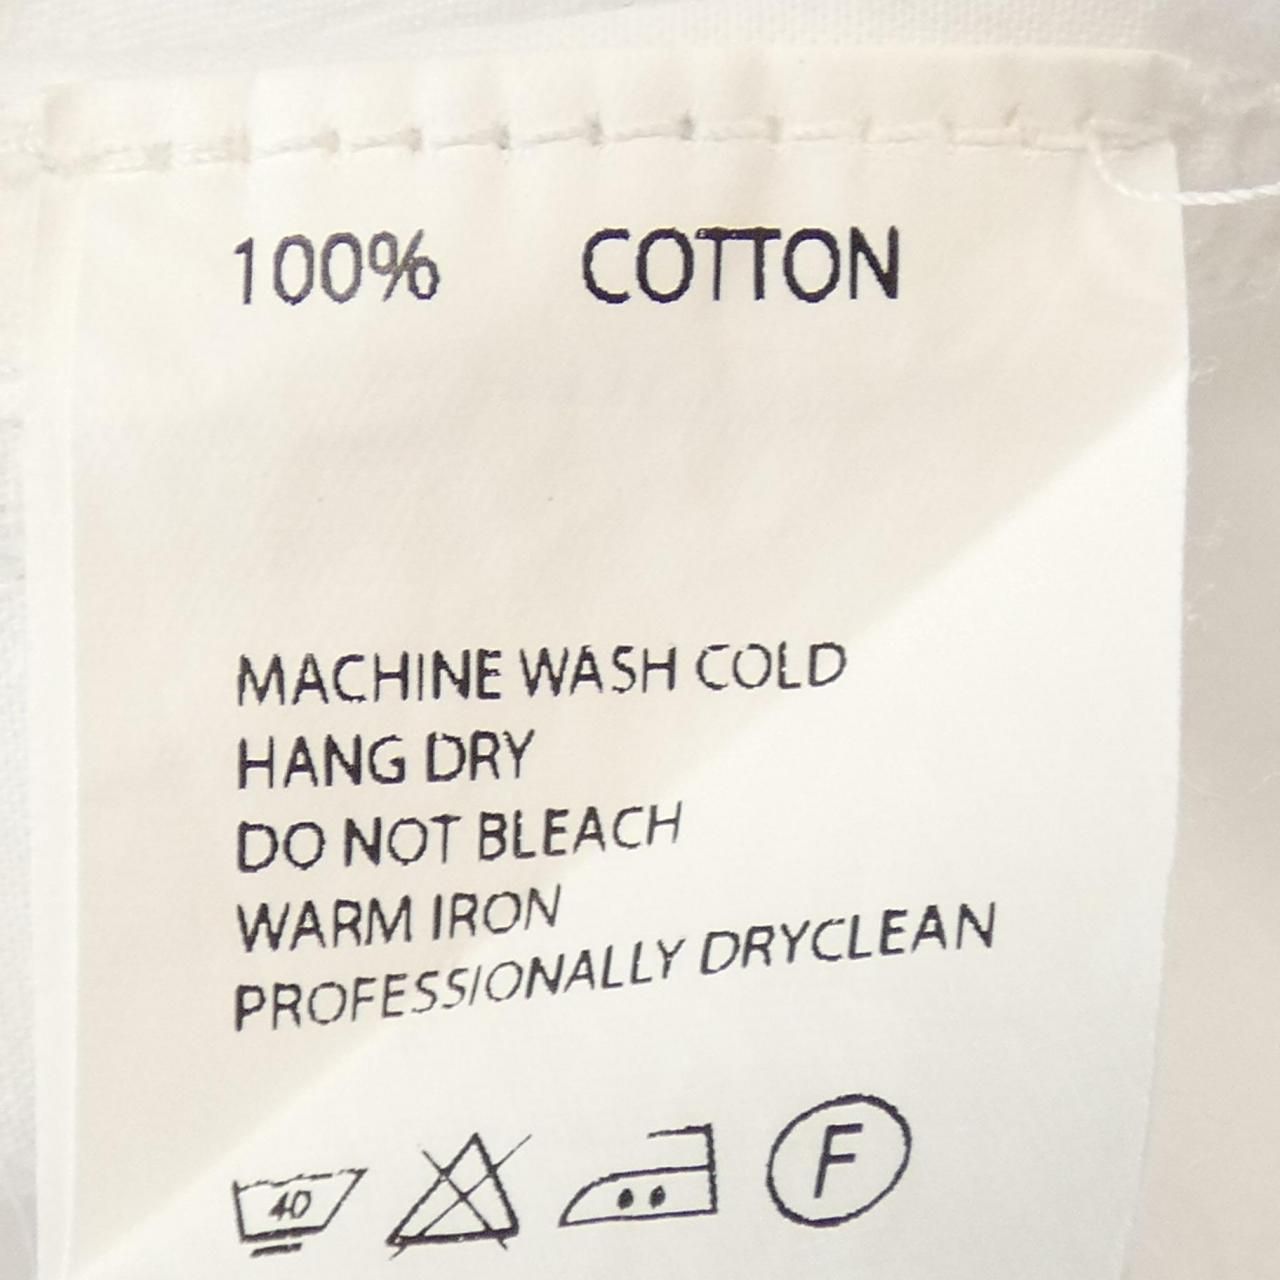 100% COTTON
MACHINE WASH COLD
HANG DRY
DO NOT BLEACH
WARM IRON
PROFESSIONALLY DRYCLEAN
40 F